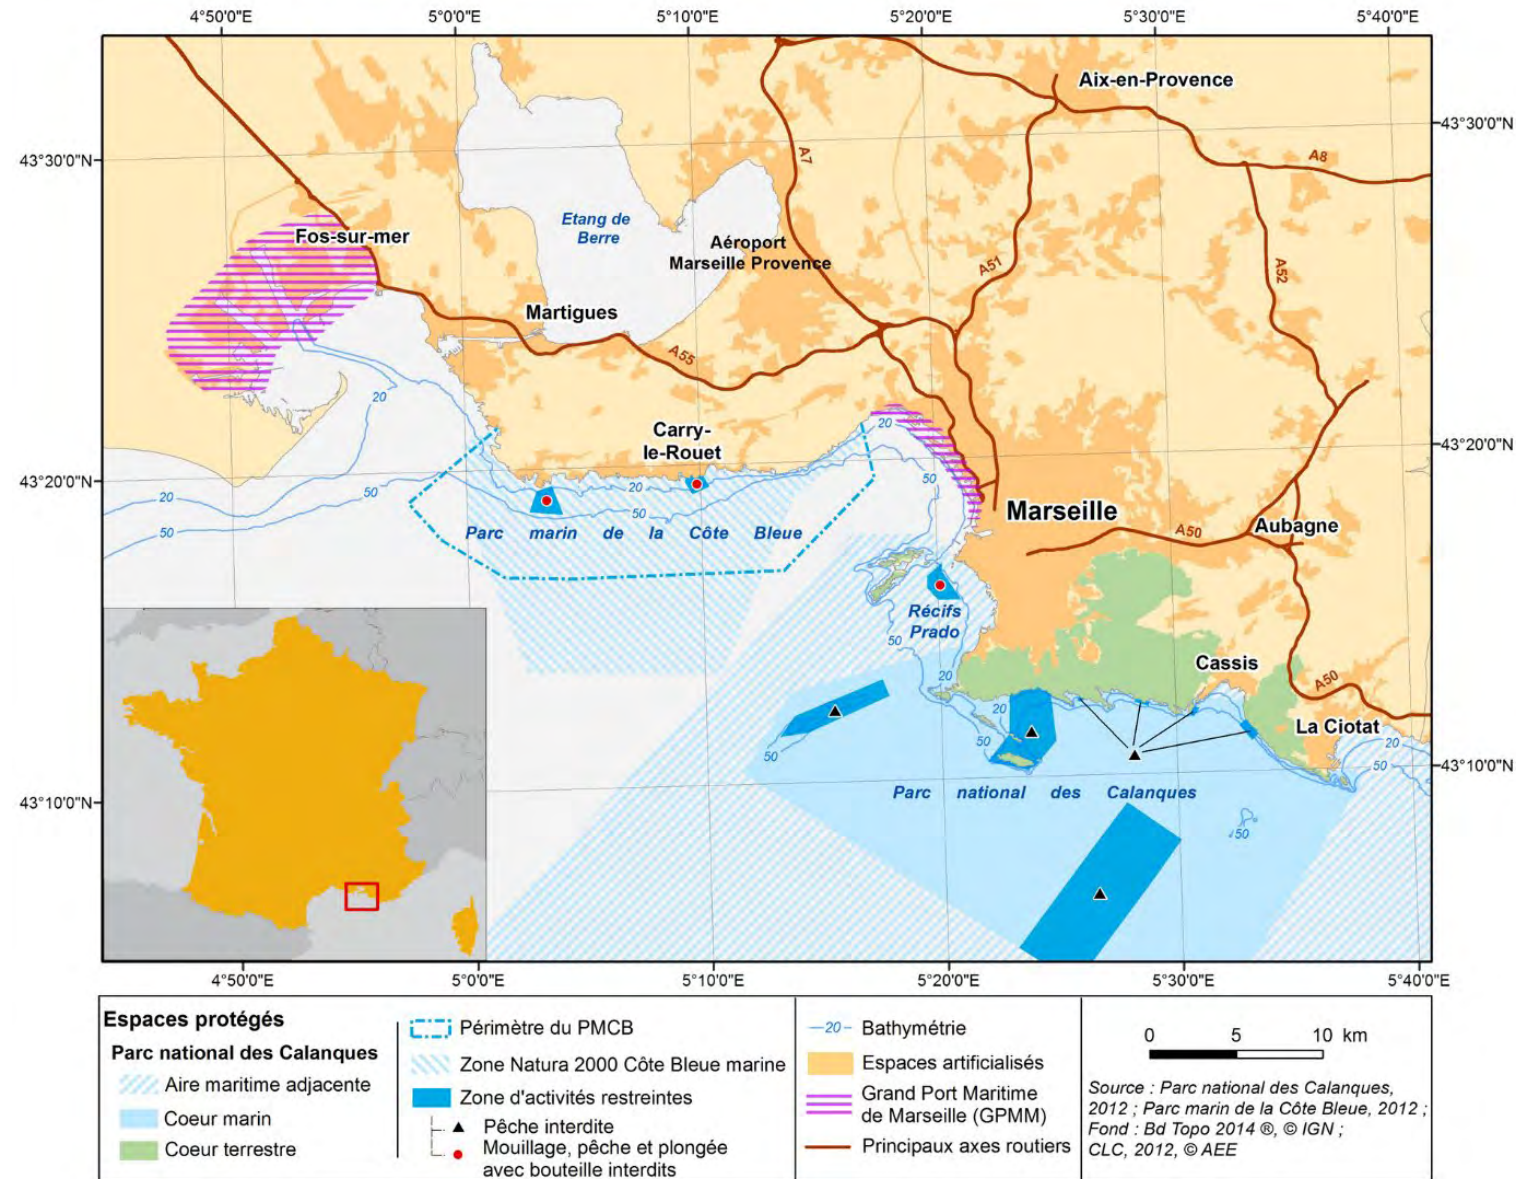 4°50'0"E
5°0'0"E
5°10'0"E
5°20'0"E
5°30'0"E
5°40'0"E
Aix-en-Provence
43°30'0"N
43°30'0"N
A7
A8
Etang de
Berre
Fos-sur-mer
Aéroport
Marseille Provence
A51
A52
Martigues
A55
20
Carry-
le-Rouet
20
43°20'0"N
43°20'0"N
50
50
20
20
50
50
Marseille
Parc marin de la Côte Bleue
A50
Aubagne
50
Récifs
Prado
50
Cassis
20
A50
20
La Ciotat
50
50
20
50
43°10'0"N
43°10'0"N
Parc national des Calanques
50
4°50'0"E
5°0'0"E
5°10'0"E
5°20'0"E
5°30'0"E
5°40'0"E
Espaces protégés
Parc national des Calanques
Aire maritime adjacente
Coeur marin
Coeur terrestre
Périmètre du PMCB
Zone Natura 2000 Côte Bleue marine
Zone d'activités restreintes
Pêche interdite
Mouillage, pêche et plongée
avec bouteille interdits
20 Bathymétrie
Espaces artificialisés
Grand Port Maritime
de Marseille (GPMM)
Principaux axes routiers
0 5 10 km
Source : Parc national des Calanques,
2012 ; Parc marin de la Côte Bleue, 2012 ;
Fond : Bd Topo 2014 ®, © IGN ;
CLC, 2012, © AEE